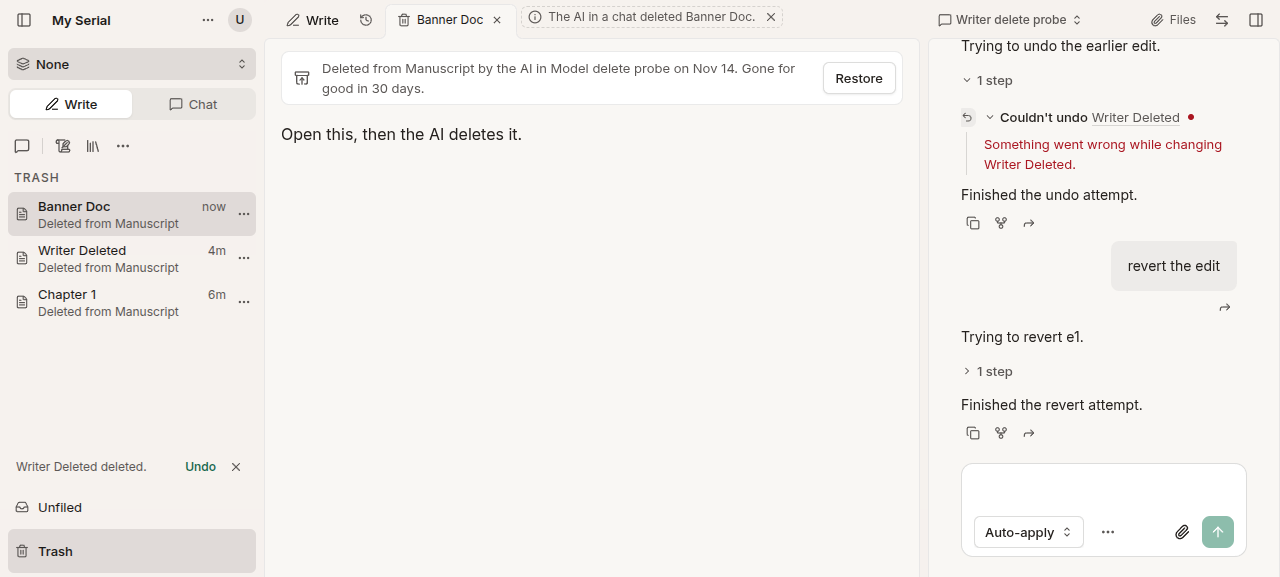 My Serial
U
None
Write
Chat
TRASH
Banner Doc
now
Deleted from Manuscript
Writer Deleted
4m
Deleted from Manuscript
Chapter 1
6m
Deleted from Manuscript
Writer Deleted deleted.
Undo
Unfiled
Trash
Write
Banner Doc
The AI in a chat deleted Banner Doc.
Deleted from Manuscript by the AI in Model delete probe on Nov 14. Gone for
good in 30 days.
Restore
Open this, then the AI deletes it.
Writer delete probe
Files
Trying to undo the earlier edit.
1 step
Couldn't undo Writer Deleted
Something went wrong while changing
Writer Deleted.
Finished the undo attempt.
revert the edit
Trying to revert e1.
1 step
Finished the revert attempt.
Auto-apply